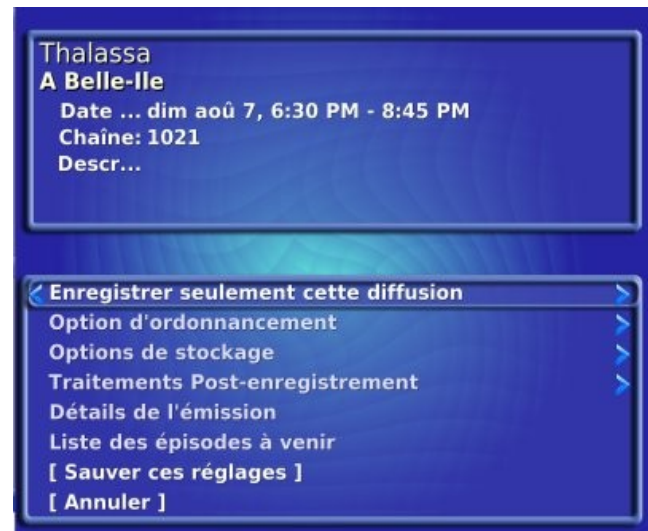 Thalassa
A Belle-Ile
Date ... dim aoû 7, 6:30 PM - 8:45 PM
Chaîne: 1021
Descr...
Enregistrer seulement cette diffusion
Option d'ordonnancement
Options de stockage
Traitements Post-enregistrement
Détails de l'émission
Liste des épisodes à venir
[ Sauver ces réglages ]
[ Annuler ]